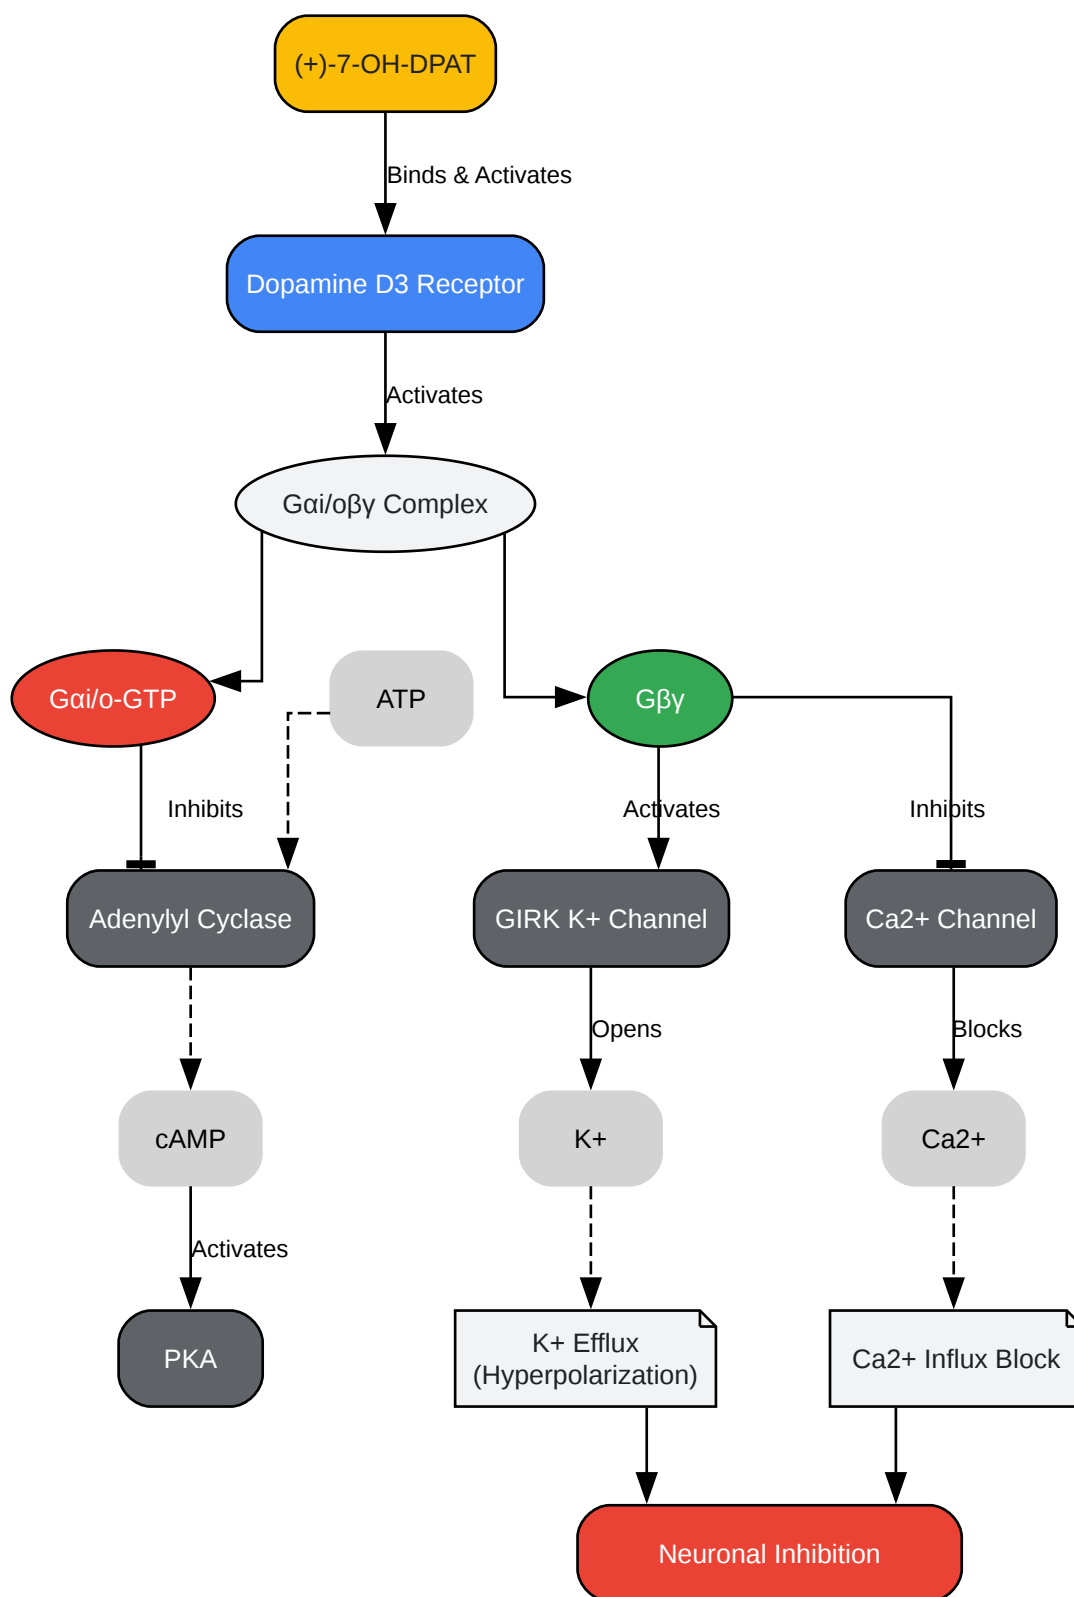 (+)-7-OH-DPAT
Binds & Activates
Dopamine D3 Receptor
Activates
Gαi/oβγ Complex
Gαi/o-GTP
ATP
Gβγ
Inhibits
Activates
Inhibits
Adenylyl Cyclase
GIRK K+ Channel
Ca2+ Channel
Opens
Blocks
cAMP
K+
Ca2+
Activates
PKA
K+ Efflux
(Hyperpolarization)
Ca2+ Influx Block
Neuronal Inhibition